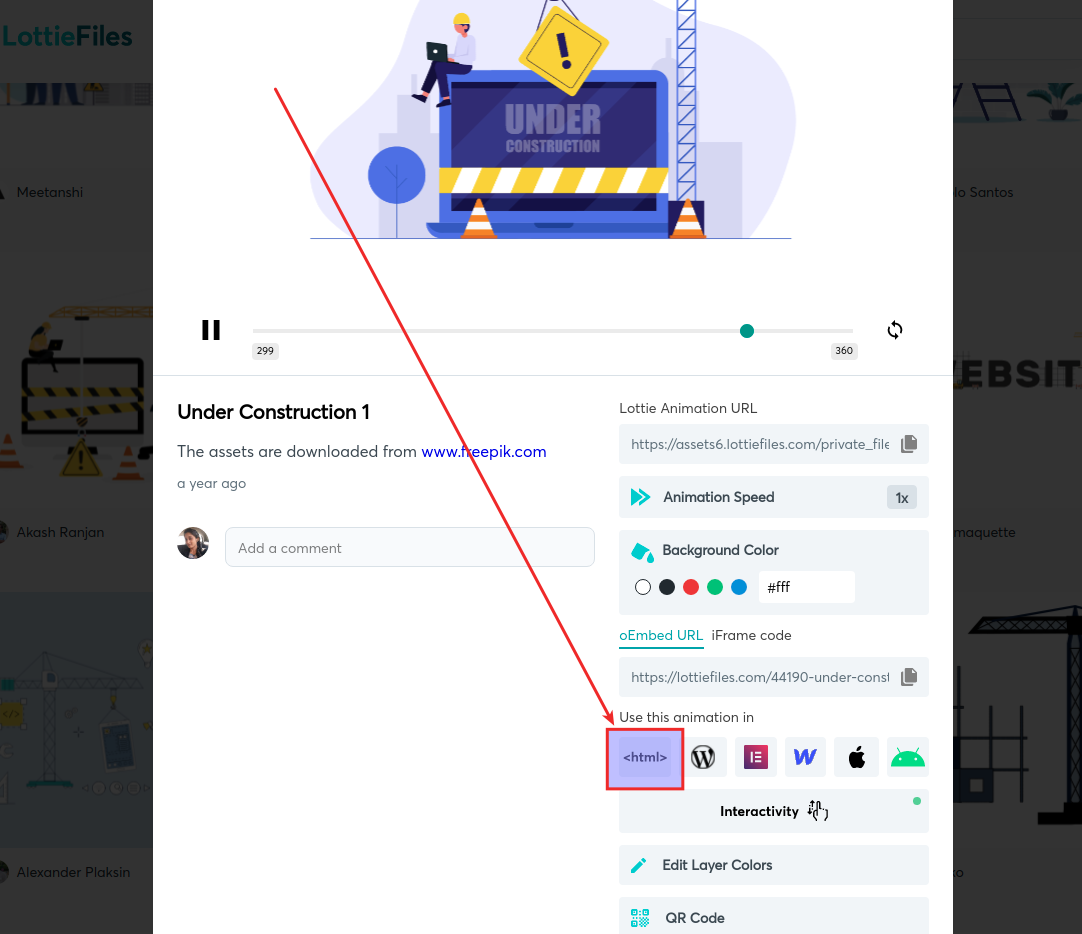 LottieFiles
UNDER
CONSTRUCTION
Meetanshi
lo Santos
299
360
EBSIT
Under Construction 1
The assets are downloaded from www.freepik.com
a year ago
Akash Ranjan
Add a comment
maquette
Lottie Animation URL
https://assets6.lottiefiles.com/private_file
Animation Speed
1x
Background Color
#fff
oEmbed URL iFrame code
https://lottiefiles.com/44190-under-const
Use this animation in
<html>
Interactivity
Alexander Plaksin
ko
Edit Layer Colors
QR Code